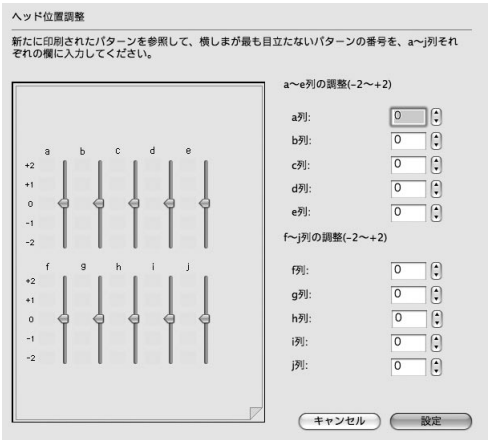 ヘッド位置調整
新たに印刷されたパターンを参照して、横しまが最も目立たないパターンの番号を、a〜j列それ
ぞれの欄に入力してください。
a〜e列の調整(-2〜+2)
a列: 0
b列: 0
c列: 0
d列: 0
e列: 0
f〜j列の調整(-2〜+2)
f列: 0
g列: 0
h列: 0
i列: 0
j列: 0
a b c d e
+2
+1
0
-1
-2
f g h i j
+2
+1
0
-1
-2
キャンセル 設定